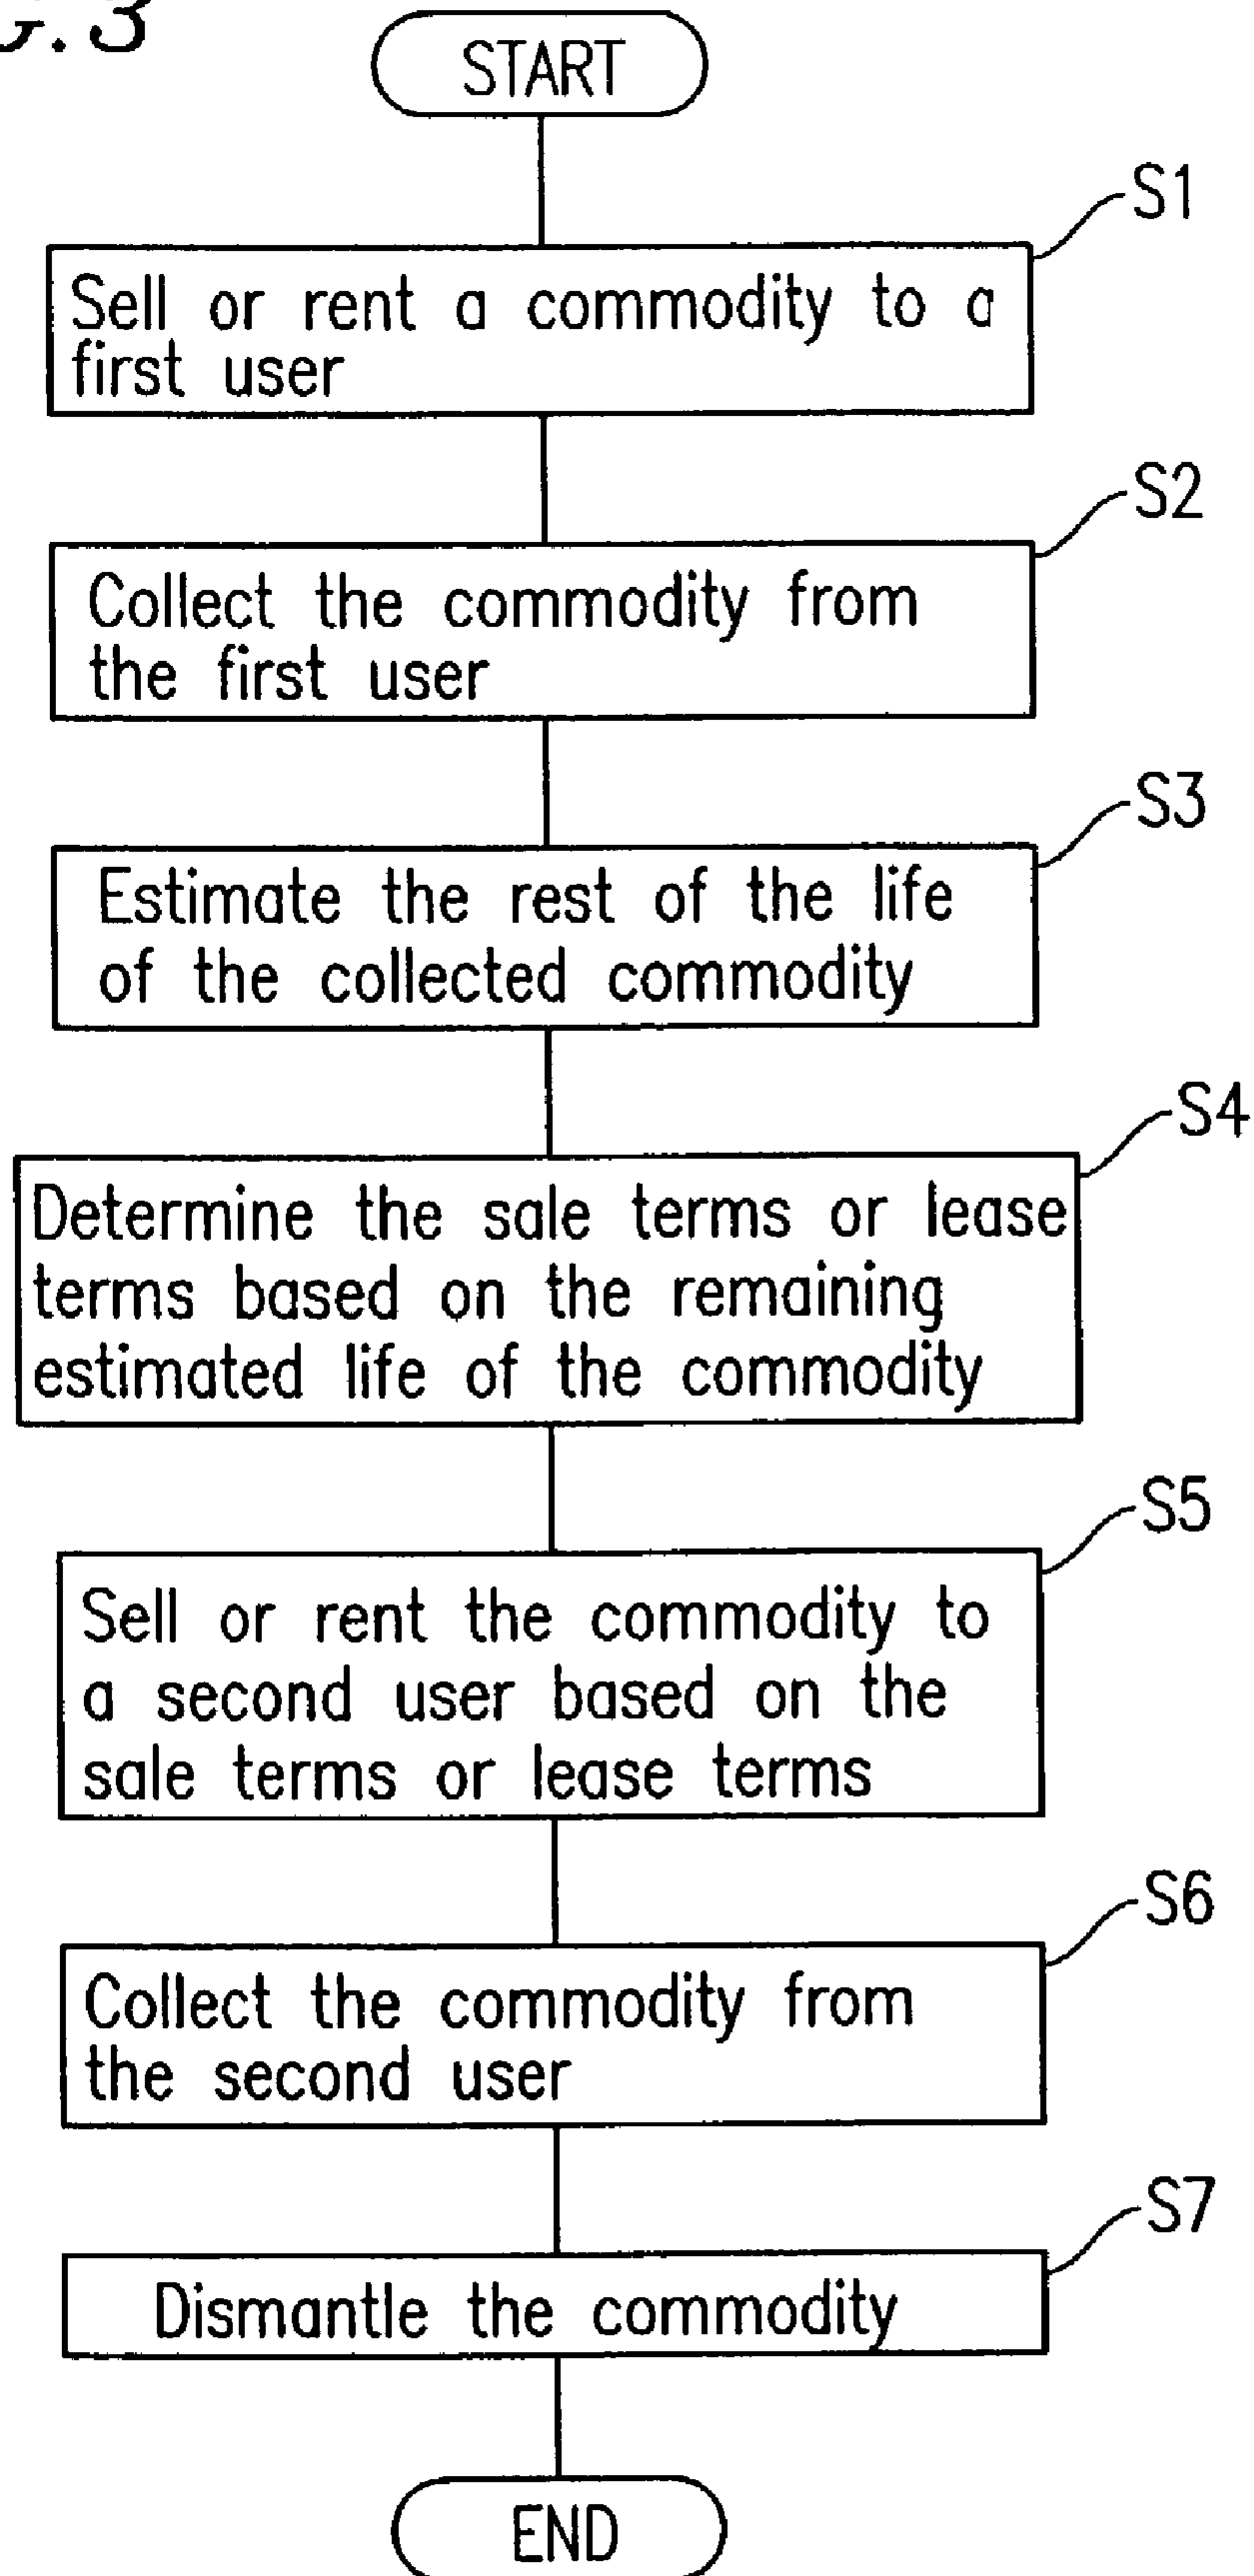 G.3
START
S1
Sell or rent a commodity to a
first user
S2
Collect the commodity from
the first user
S3
Estimate the rest of the life
of the collected commodity
S4
Determine the sale terms or lease
terms based on the remaining
estimated life of the commodity
S5
Sell or rent the commodity to
a second user based on the
sale terms or lease terms
S6
Collect the commodity from
the second user
S7
Dismantle the commodity
END